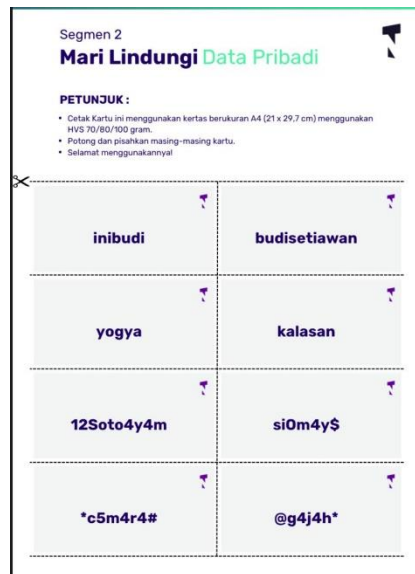 Segmen 2
Mari Lindungi Data Pribadi
PETUNJUK :
• Cetak Kartu ini menggunakan kertas berukuran A4 (21 x 29,7 cm) menggunakan
HVS 70/80/100 gram.
• Potong dan pisahkan masing-masing kartu.
• Selamat menggunakannya!
inibudi
budisetiawan
yogya
kalasan
12Soto4y4m
si0m4y$
*c5m4r4#
@g4j4h*